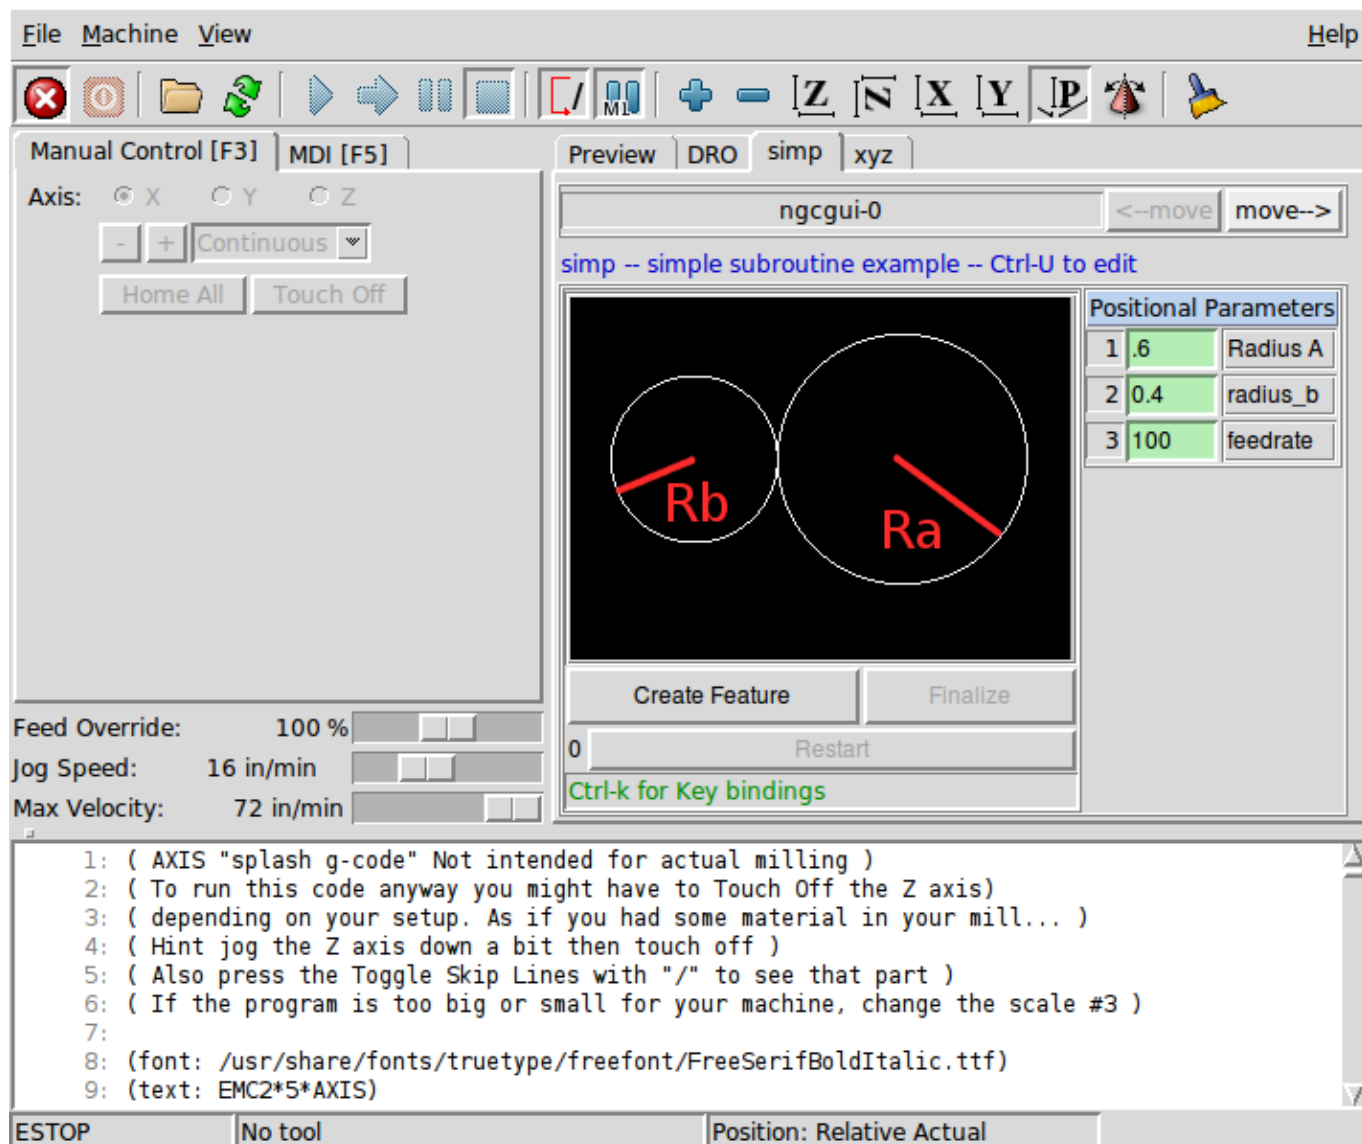 File Machine View Help
M1 Z N X Y P
Manual Control [F3] MDI [F5] Preview DRO simp xyz
Axis: X Y Z
ngcgui-0 <--move move-->
- + Continuous
simp -- simple subroutine example -- Ctrl-U to edit
Home All Touch Off
Positional Parameters
1 .6 Radius A
2 0.4 radius_b
3 100 feedrate
Rb
Ra
Create Feature Finalize
0 Restart
Ctrl-k for Key bindings
Feed Override: 100 %
Jog Speed: 16 in/min
Max Velocity: 72 in/min
1: ( AXIS "splash g-code" Not intended for actual milling )
2: ( To run this code anyway you might have to Touch Off the Z axis)
3: ( depending on your setup. As if you had some material in your mill... )
4: ( Hint jog the Z axis down a bit then touch off )
5: ( Also press the Toggle Skip Lines with "/" to see that part )
6: ( If the program is too big or small for your machine, change the scale #3 )
7:
8: (font: /usr/share/fonts/truetype/freefont/FreeSerifBoldItalic.ttf)
9: (text: EMC2*5*AXIS)
ESTOP No tool Position: Relative Actual